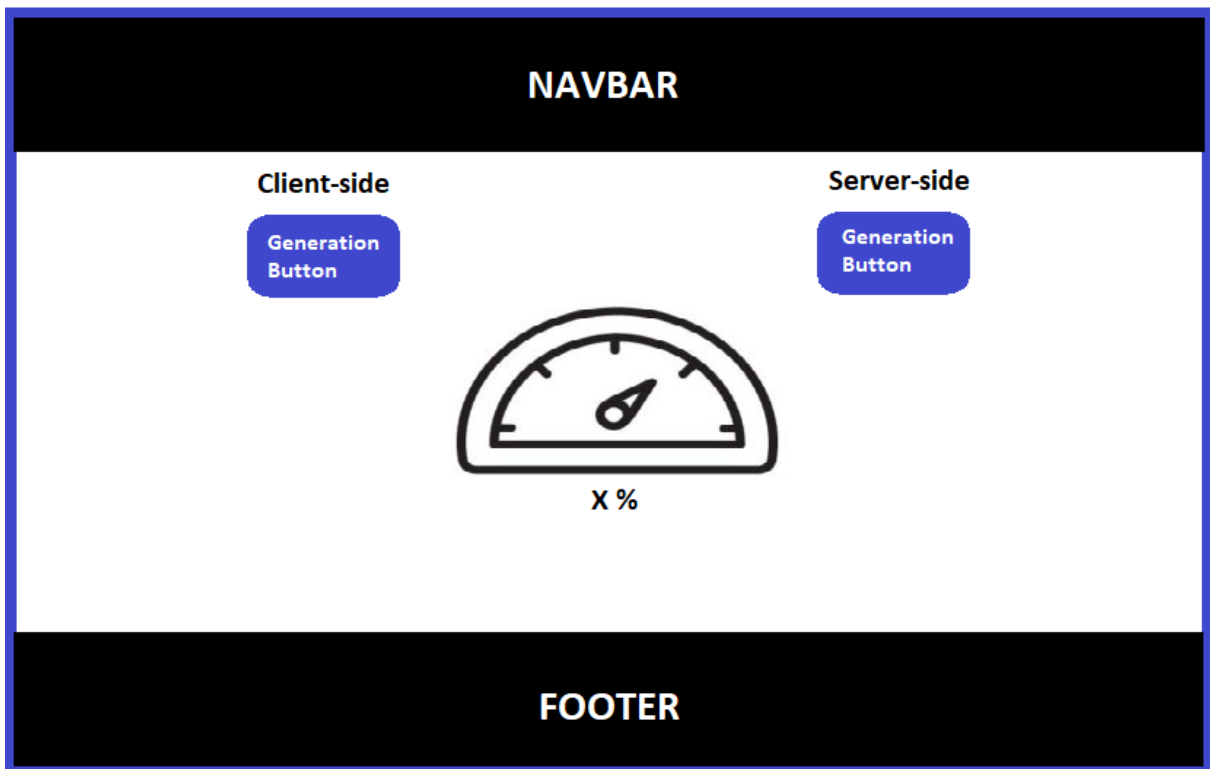 NAVBAR
Client-side
Generation
Button
Server-side
Generation
Button
X %
FOOTER